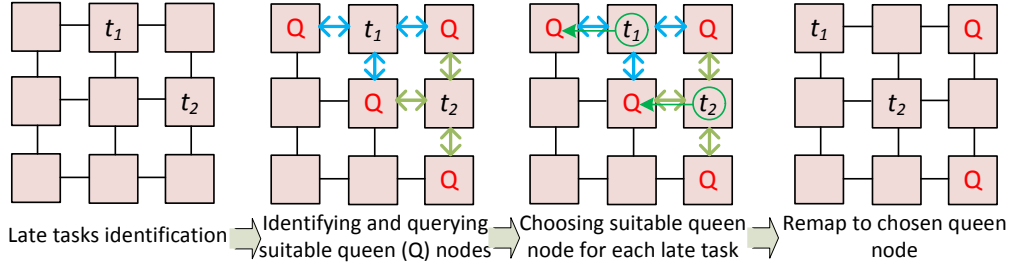 t1
t2
Late tasks identification
Q t1 Q
Q t2
Q
Identifying and querying
suitable queen (Q) nodes
Q t1 Q
Q t2
Q
Choosing suitable queen
node for each late task
t1 Q
t2
Q
Remap to chosen queen
node